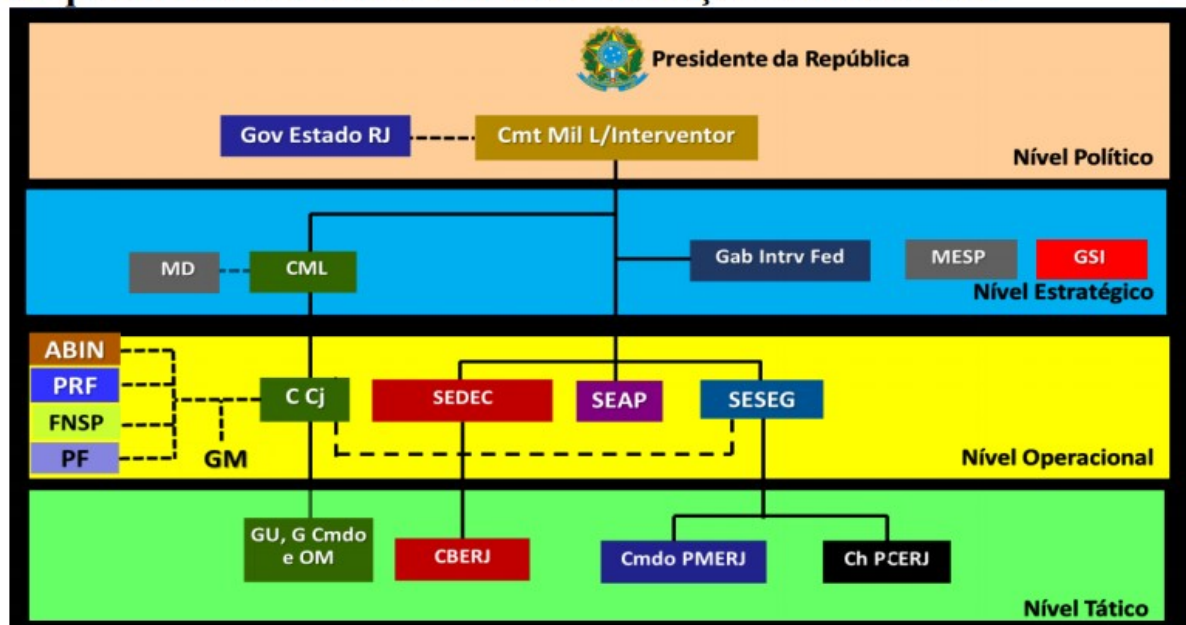 Presidente da República
Gov Estado RJ
Cmt Mil L/Interventor
Nível Político
MD
CML
Gab Intrv Fed
MESP
GSI
Nível Estratégico
ABIN
PRF
FNSP
PF
GM
C Cj
SEDEC
SEAP
SESEG
Nível Operacional
GU, G Cmdo
e OM
CBERJ
Cmdo PMERJ
Ch PCERJ
Nível Tático